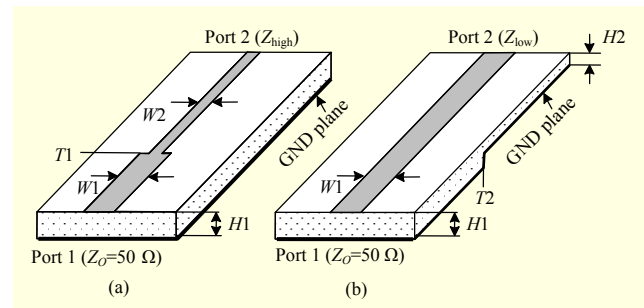 Port 2 (Zhigh)
W2
T1
W1
GND plane
H1
Port 1 (ZO=50 Ω)
(a)
Port 2 (Zlow)
H2
GND plane
W1
T2
H1
Port 1 (ZO=50 Ω)
(b)